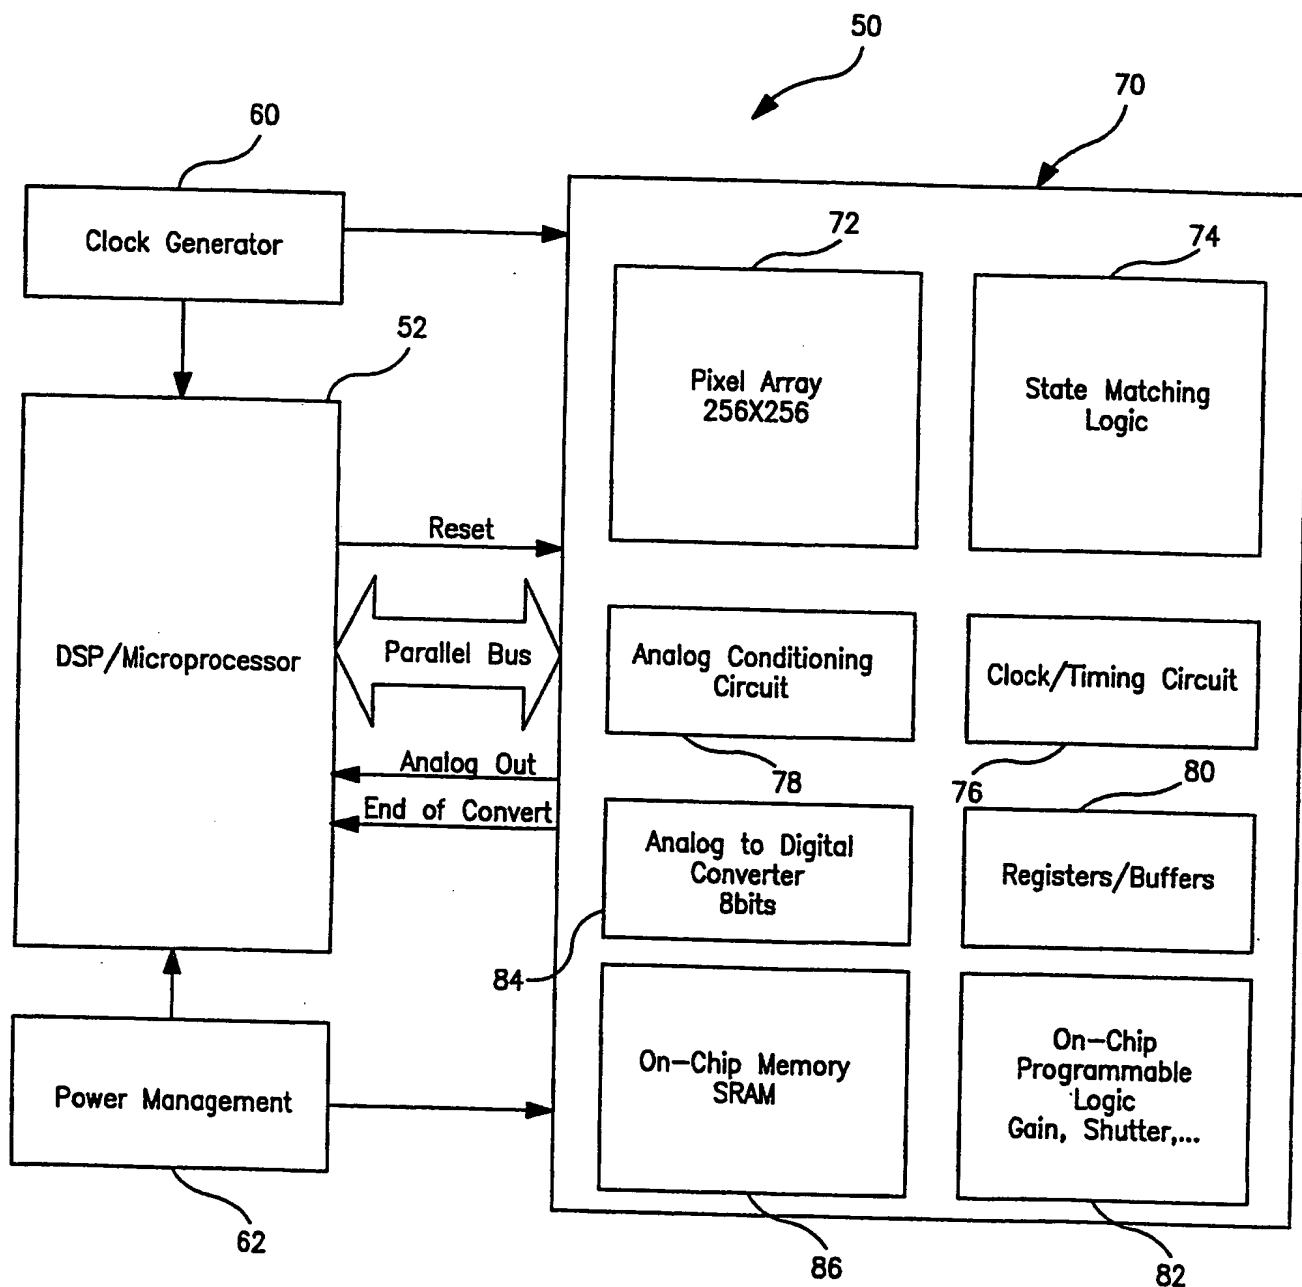 50
60
70
Clock Generator
72
74
52
Pixel Array
256X256
State Matching
Logic
Reset
DSP/Microprocessor
Parallel Bus
Analog Conditioning
Circuit
Clock/Timing Circuit
Analog Out
78
76
80
End of Convert
Analog to Digital
Converter
8bits
Registers/Buffers
84
Power Management
On-Chip Memory
SRAM
On-Chip
Programmable
Logic
Gain, Shutter,...
62
86
82